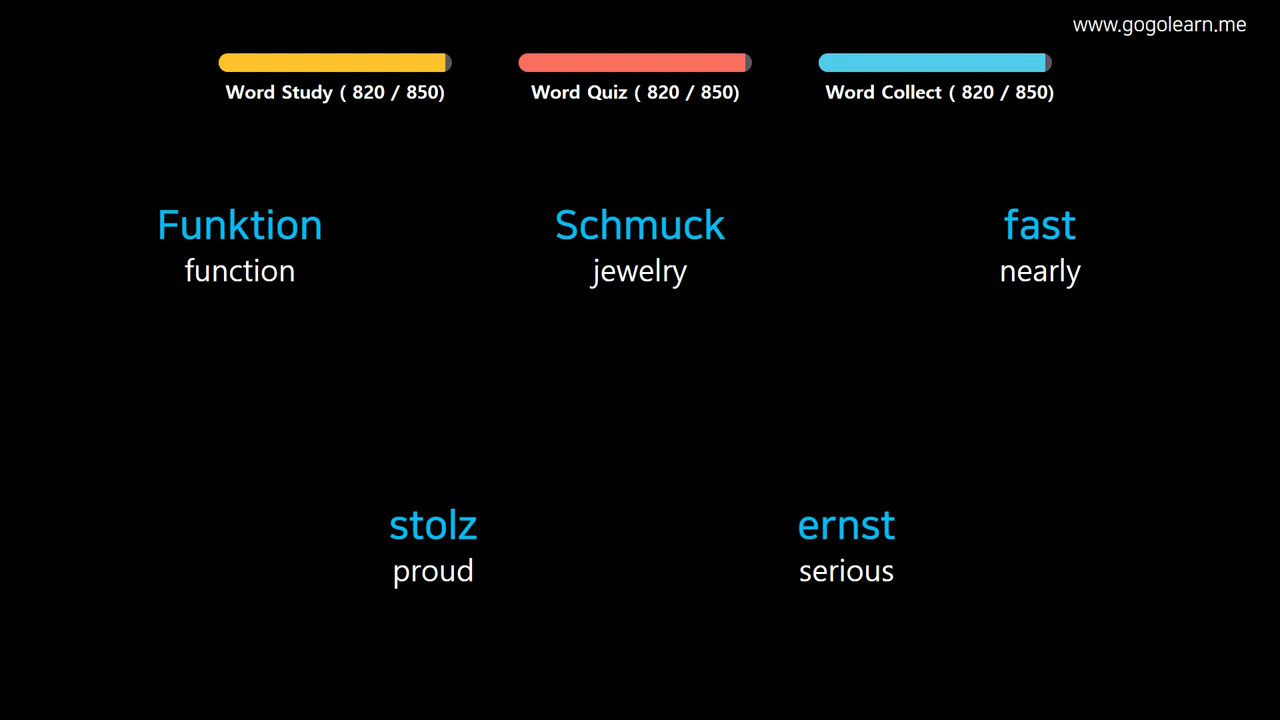 www.gogolearn.me
Word Study ( 820 / 850)
Word Quiz ( 820 / 850)
Word Collect ( 820 / 850)
Funktion
function
Schmuck
jewelry
fast
nearly
stolz
proud
ernst
serious